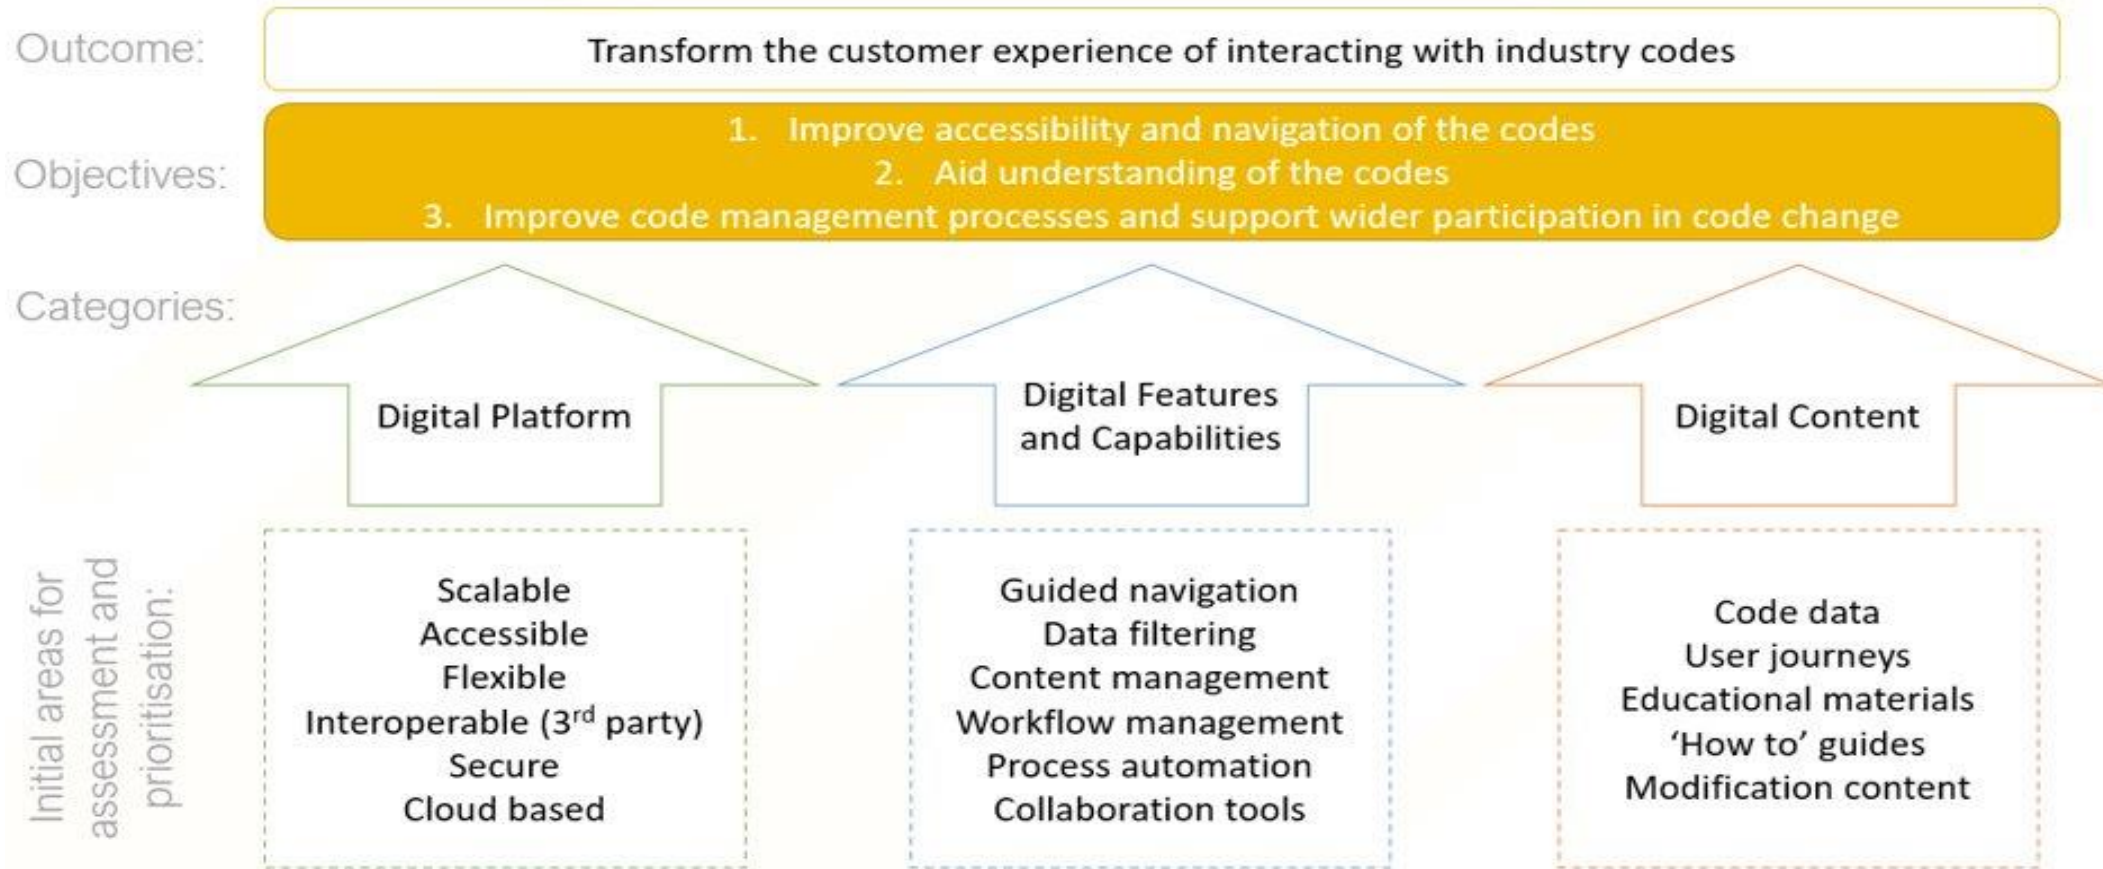 Outcome:
Transform the customer experience of interacting with industry codes
Objectives:
1. Improve accessibility and navigation of the codes
2. Aid understanding of the codes
3. Improve code management processes and support wider participation in code change
Categories:
Digital Platform
Digital Features
and Capabilities
Digital Content
Initial areas for
assessment and
prioritisation:
Scalable
Accessible
Flexible
Interoperable (3rd party)
Secure
Cloud based
Guided navigation
Data filtering
Content management
Workflow management
Process automation
Collaboration tools
Code data
User journeys
Educational materials
‘How to’ guides
Modification content